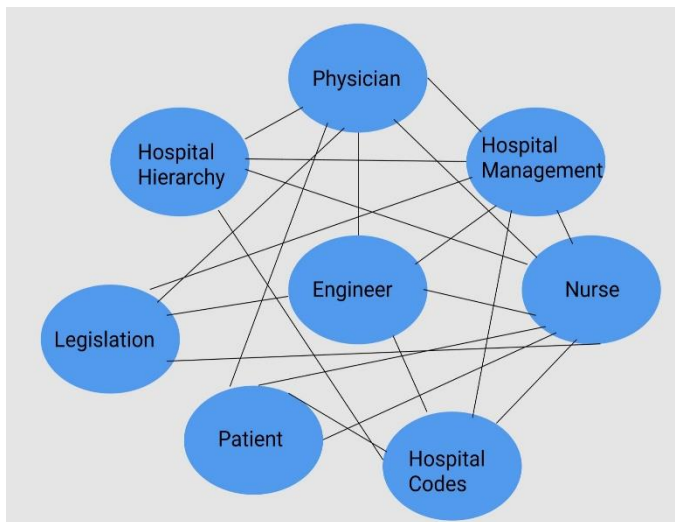 Physician
Hospital
Hierarchy
Hospital
Management
Engineer
Nurse
Legislation
Patient
Hospital
Codes